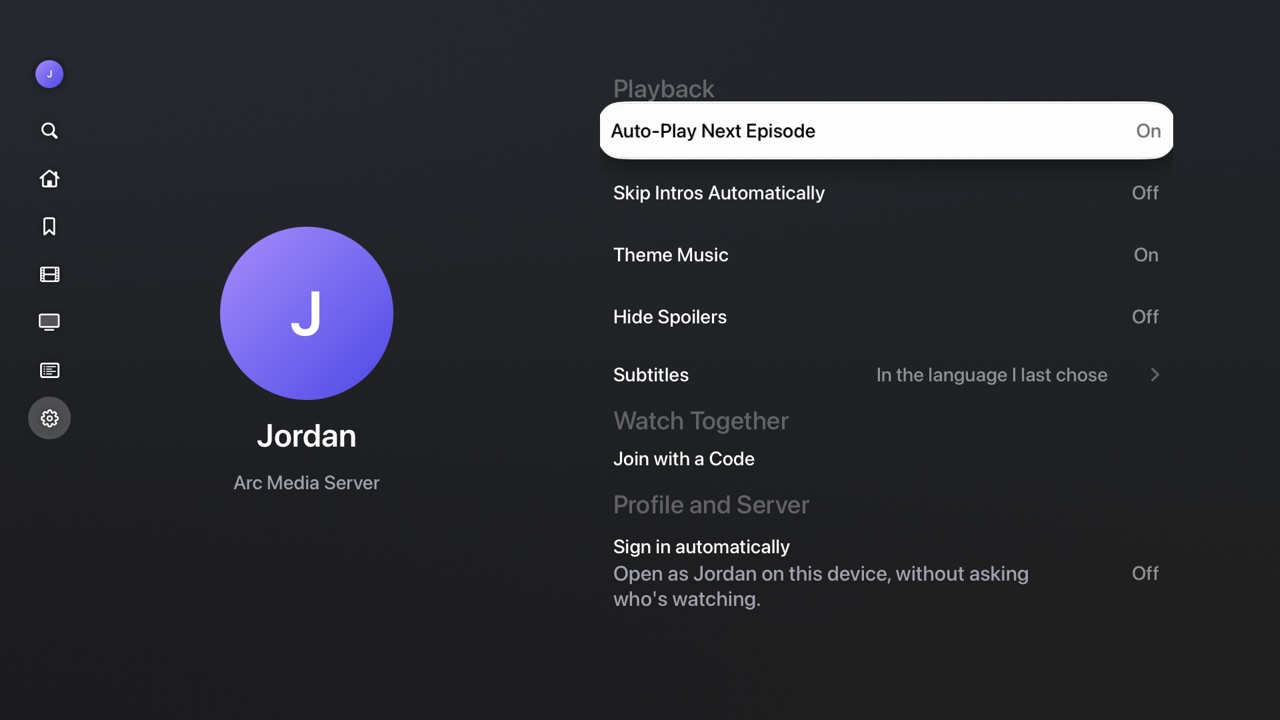 J
J
Jordan
Arc Media Server
Playback
Auto-Play Next Episode On
Skip Intros Automatically Off
Theme Music On
Hide Spoilers Off
Subtitles In the language I last chose
Watch Together
Join with a Code
Profile and Server
Sign in automatically
Open as Jordan on this device, without asking Off
who's watching.